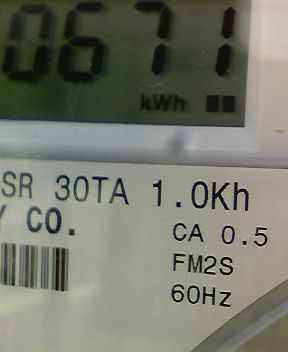 0671
kWh
SR 30TA 1.0Kh
Y CO.
CA 0.5
FM2S
60Hz